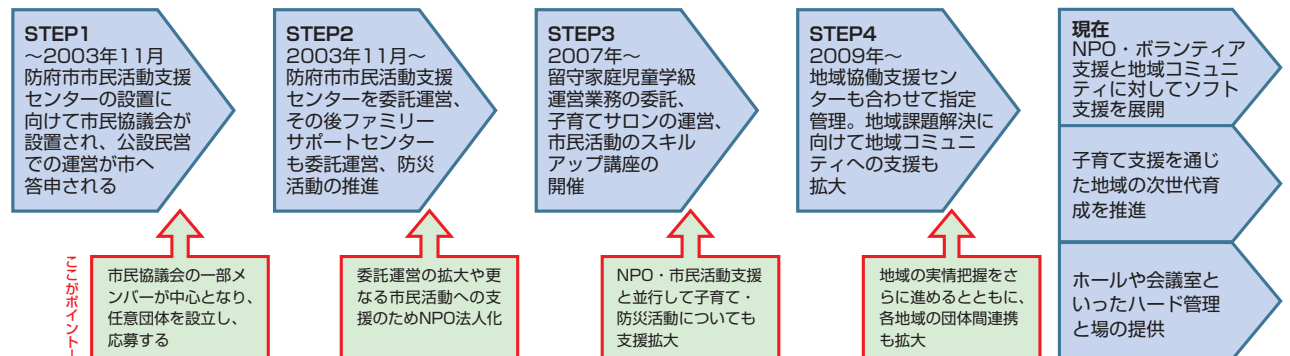 STEP1
～2003年11月
防府市市民活動支援
センターの設置に
向けて市民協議会が
設置され、公設民営
での運営が市へ
答申される
STEP2
2003年11月～
防府市市民活動支援
センターを委託運営、
その後ファミリー
サポートセンター
も委託運営、防災
活動の推進
STEP3
2007年～
留守家庭児童学級
運営業務の委託、
子育てサロンの運営、
市民活動のスキル
アップ講座の
開催
STEP4
2009年～
地域協働支援セン
ターも合わせて指定
管理。地域課題解決に
向けて地域コミュニ
ティへの支援も
拡大
現在
NPO・ボランティア
支援と地域コミュニ
ティに対してソフト
支援を展開
子育て支援を通じ
た地域の次世代育
成を推進
ホールや会議室と
いったハード管理
と場の提供
ここがポイント！
市民協議会の一部メ
ンバーが中心となり、
任意団体を設立し、
応募する
委託運営の拡大や更
なる市民活動への支
援のためNPO法人化
NPO・市民活動支援
と並行して子育て・
防災活動についても
支援拡大
地域の実情把握をさ
らに進めるとともに、
各地域の団体間連携
も拡大